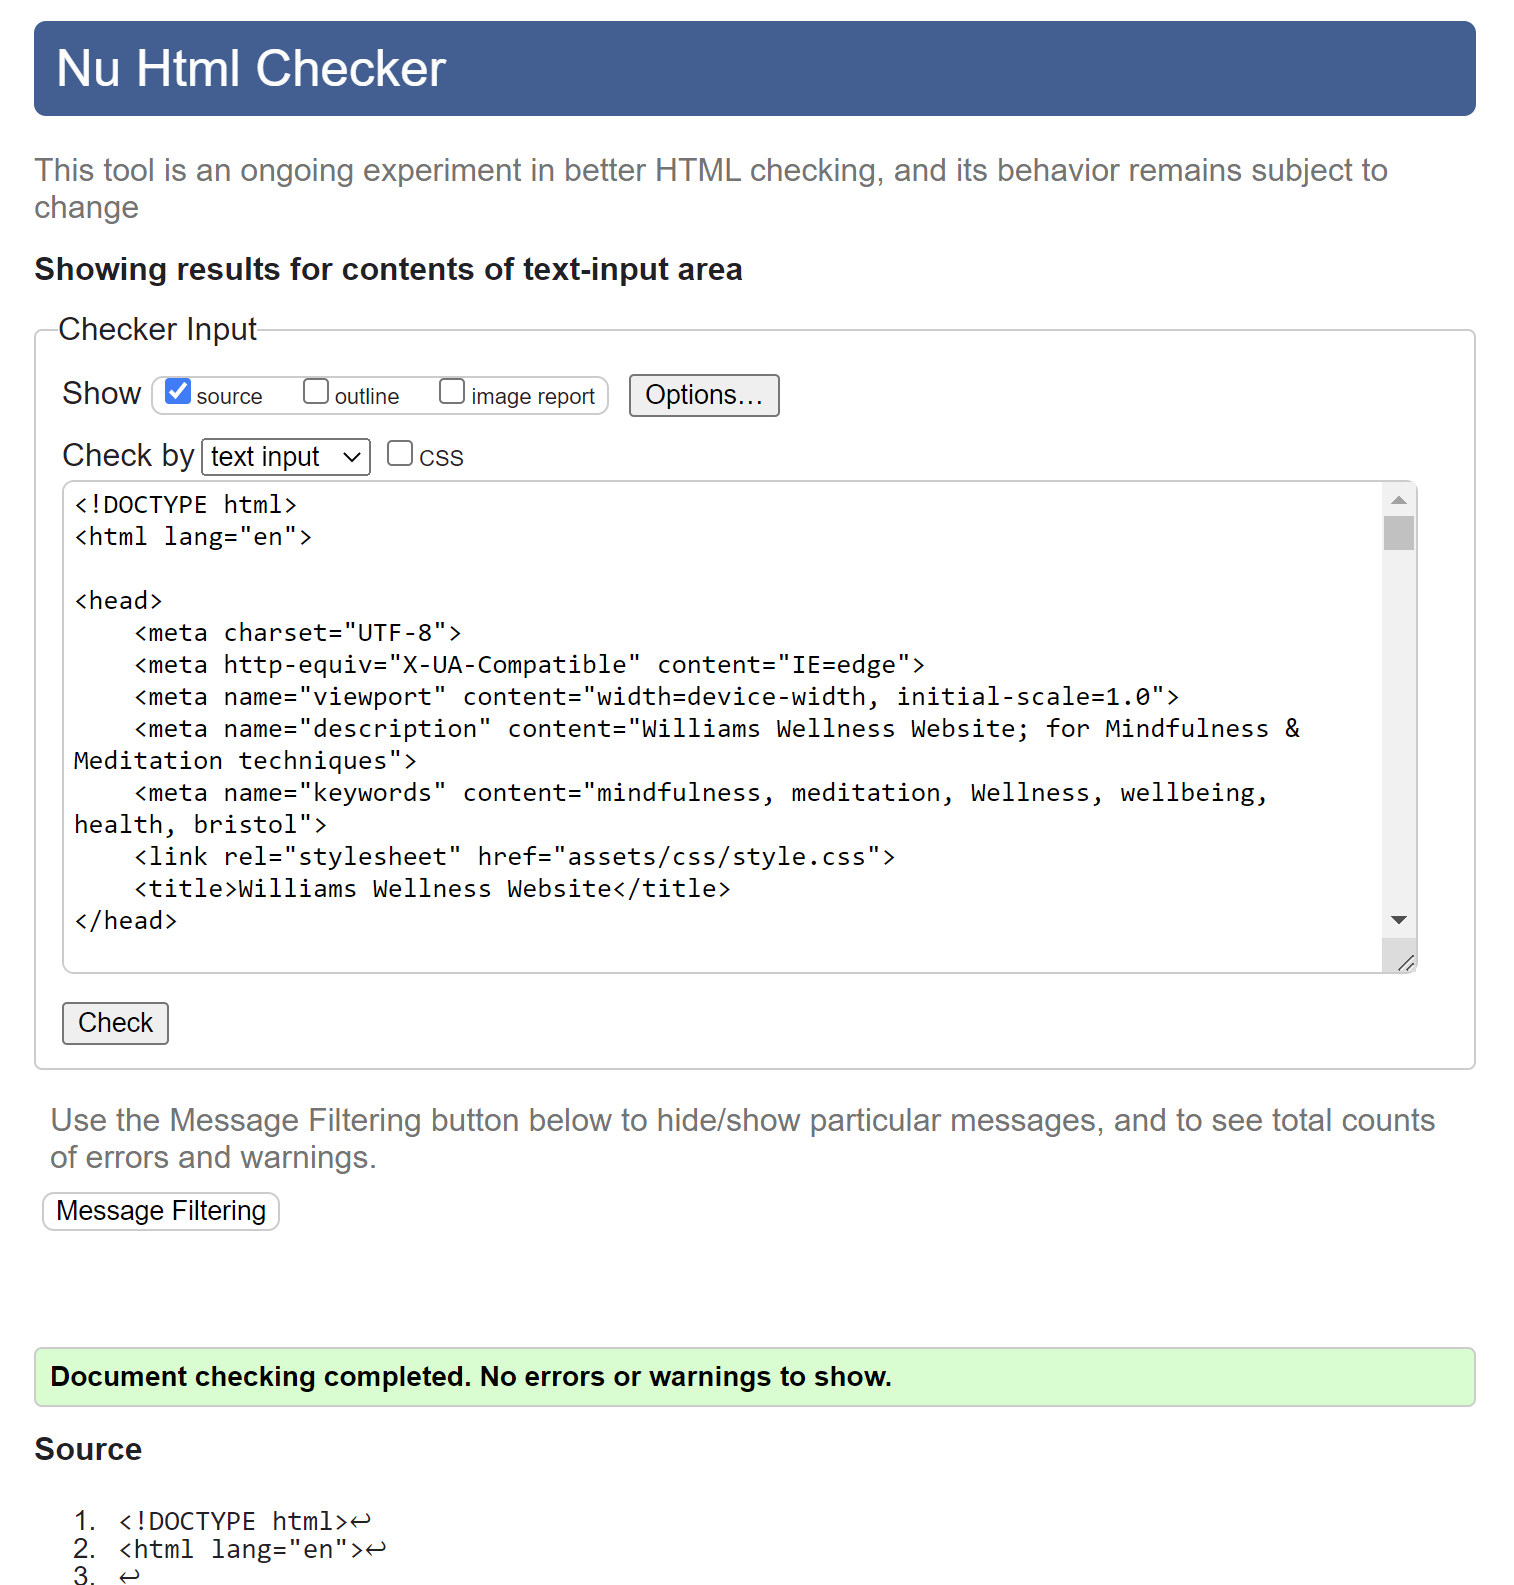 Nu Html Checker
This tool is an ongoing experiment in better HTML checking, and its behavior remains subject to
change
Showing results for contents of text-input area
Checker Input
Show source outline image report Options...
Check by text input CSS
<!DOCTYPE html>
<html lang="en">
<head>
    <meta charset="UTF-8">
    <meta http-equiv="X-UA-Compatible" content="IE=edge">
    <meta name="viewport" content="width=device-width, initial-scale=1.0">
    <meta name="description" content="Williams Wellness Website; for Mindfulness &
Meditation techniques">
    <meta name="keywords" content="mindfulness, meditation, Wellness, wellbeing,
health, bristol">
    <link rel="stylesheet" href="assets/css/style.css">
    <title>Williams Wellness Website</title>
</head>
Check
Use the Message Filtering button below to hide/show particular messages, and to see total counts
of errors and warnings.
Message Filtering
Document checking completed. No errors or warnings to show.
Source
1. <!DOCTYPE html>↩
2. <html lang="en">↩
3. ↩